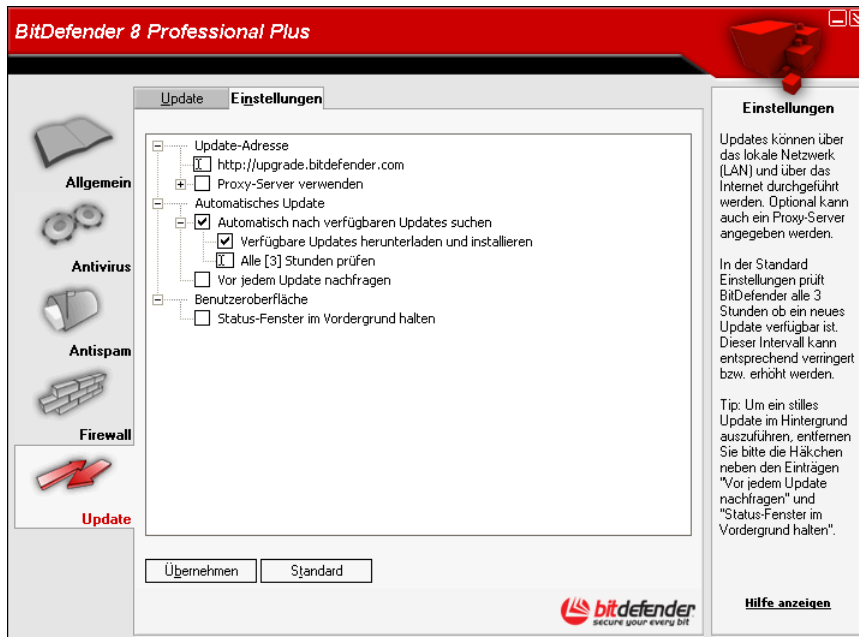 BitDefender 8 Professional Plus
Update
Einstellungen
Allgemein
Antivirus
Antispam
Firewall
Update
Update-Adresse
http://upgrade.bitdefender.com
Proxy-Server verwenden
Automatisches Update
Automatisch nach verfügbaren Updates suchen
Verfügbare Updates herunterladen und installieren
Alle [3] Stunden prüfen
Vor jedem Update nachfragen
Benutzeroberfläche
Status-Fenster im Vordergrund halten
Übernehmen
Standard
bitdefender
secure your every bit
Einstellungen
Updates können über
das lokale Netzwerk
(LAN) und über das
Internet durchgeführt
werden. Optional kann
auch ein Proxy-Server
angegeben werden.
In der Standard
Einstellungen prüft
BitDefender alle 3
Stunden ob ein neues
Update verfügbar ist.
Dieser Intervall kann
entsprechend verringert
bzw. erhöht werden.
Tip: Um ein stilles
Update im Hintergrund
auszuführen, entfernen
Sie bitte die Häkchen
neben den Einträgen
"Vor jedem Update
nachfragen" und
"Status-Fenster im
Vordergrund halten".
Hilfe anzeigen